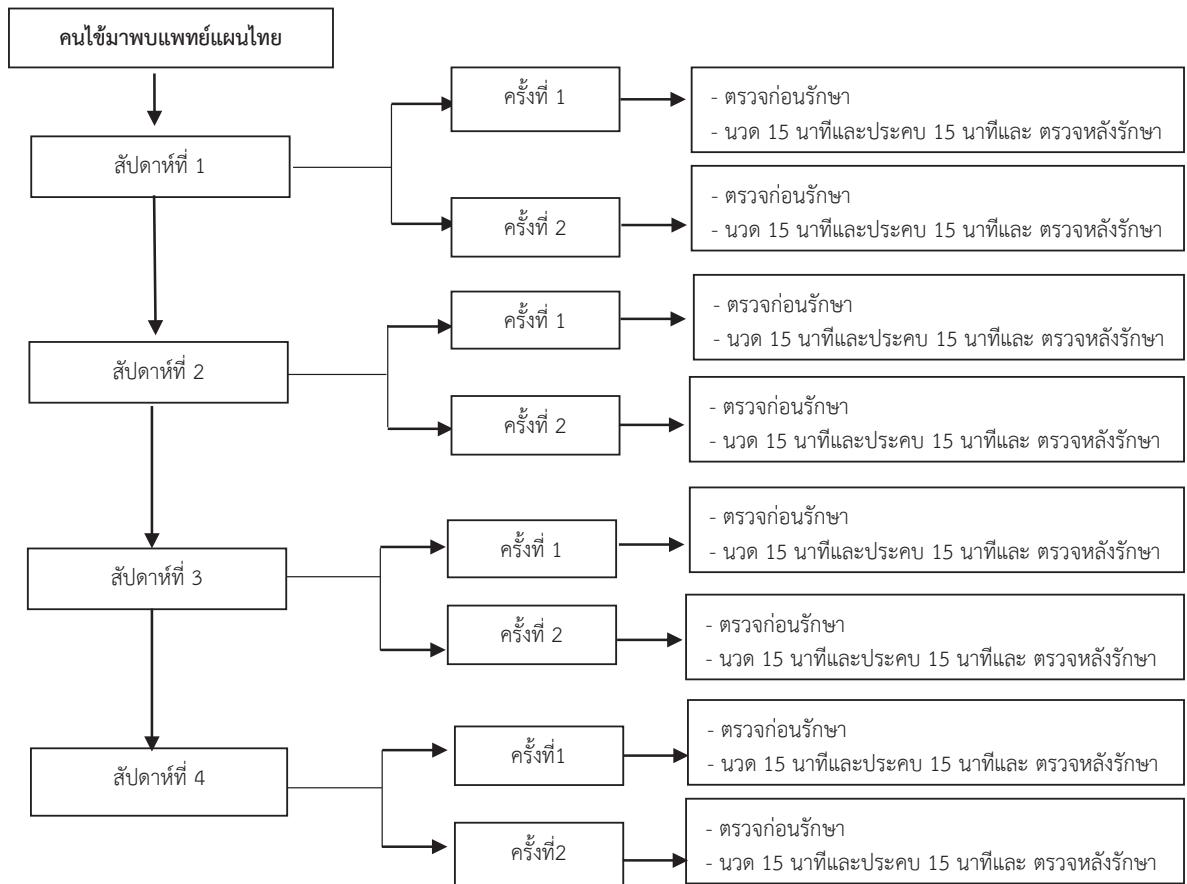 คนไข้มาพบแพทย์แผนไทย
สัปดาห์ที่ 1
ครั้งที่ 1
- ตรวจก่อนรักษา
- นวด 15 นาทีและประคบ 15 นาทีและ ตรวจหลังรักษา
ครั้งที่ 2
- ตรวจก่อนรักษา
- นวด 15 นาทีและประคบ 15 นาทีและ ตรวจหลังรักษา
สัปดาห์ที่ 2
ครั้งที่ 1
- ตรวจก่อนรักษา
- นวด 15 นาทีและประคบ 15 นาทีและ ตรวจหลังรักษา
ครั้งที่ 2
- ตรวจก่อนรักษา
- นวด 15 นาทีและประคบ 15 นาทีและ ตรวจหลังรักษา
สัปดาห์ที่ 3
ครั้งที่ 1
- ตรวจก่อนรักษา
- นวด 15 นาทีและประคบ 15 นาทีและ ตรวจหลังรักษา
ครั้งที่ 2
- ตรวจก่อนรักษา
- นวด 15 นาทีและประคบ 15 นาทีและ ตรวจหลังรักษา
สัปดาห์ที่ 4
ครั้งที่1
- ตรวจก่อนรักษา
- นวด 15 นาทีและประคบ 15 นาทีและ ตรวจหลังรักษา
ครั้งที่2
- ตรวจก่อนรักษา
- นวด 15 นาทีและประคบ 15 นาทีและ ตรวจหลังรักษา